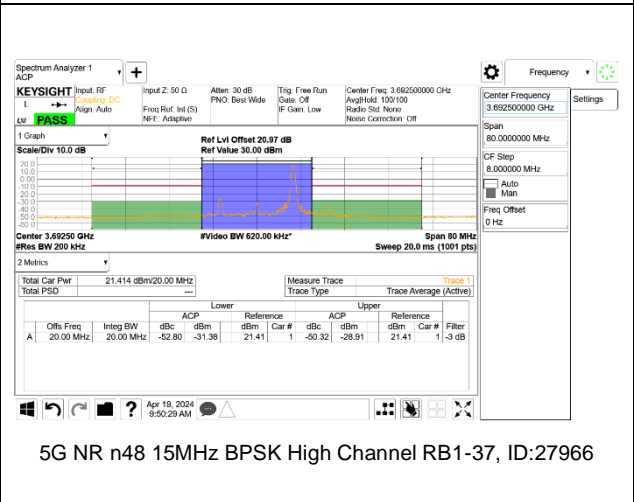 Spectrum Analyzer 1
ACP
Frequency
KEYSIGHT Input: RF Input Z: 50 Ω Atten: 30 dB Trig: Free Run Center Freq: 3.692500000 GHz
L Coupling: DC PNO: Best Wide Gate: Off Avg|Hold: 100/100
Align: Auto Freq Ref: Int (S) IF Gain: Low Radio Std: None
PASS NFE: Adaptive Noise Correction: Off
Center Frequency
3.692500000 GHz
Settings
Span
80.0000000 MHz
CF Step
8.000000 MHz
Auto
Man
Freq Offset
0 Hz
1 Graph
Ref Lvl Offset 20.97 dB
Scale/Div 10.0 dB Ref Value 30.00 dBm
20.0
10.0
0.00
-10.0
-20.0
-30.0
-40.0
-50.0
-60.0
Center 3.69250 GHz #Video BW 620.00 kHz* Span 80 MHz
#Res BW 200 kHz Sweep 20.0 ms (1001 pts)
2 Metrics
Total Car Pwr 21.414 dBm/20.00 MHz Measure Trace Trace 1
Total PSD --- Trace Type Trace Average (Active)
Lower Upper
ACP Reference ACP Reference
Offs Freq Integ BW dBc dBm dBm Car # dBc dBm dBm Car # Filter
A 20.00 MHz 20.00 MHz -52.80 -31.38 21.41 1 -50.32 -28.91 21.41 1 -3 dB
Apr 19, 2024
9:50:29 AM
5G NR n48 15MHz BPSK High Channel RB1-37, ID:27966